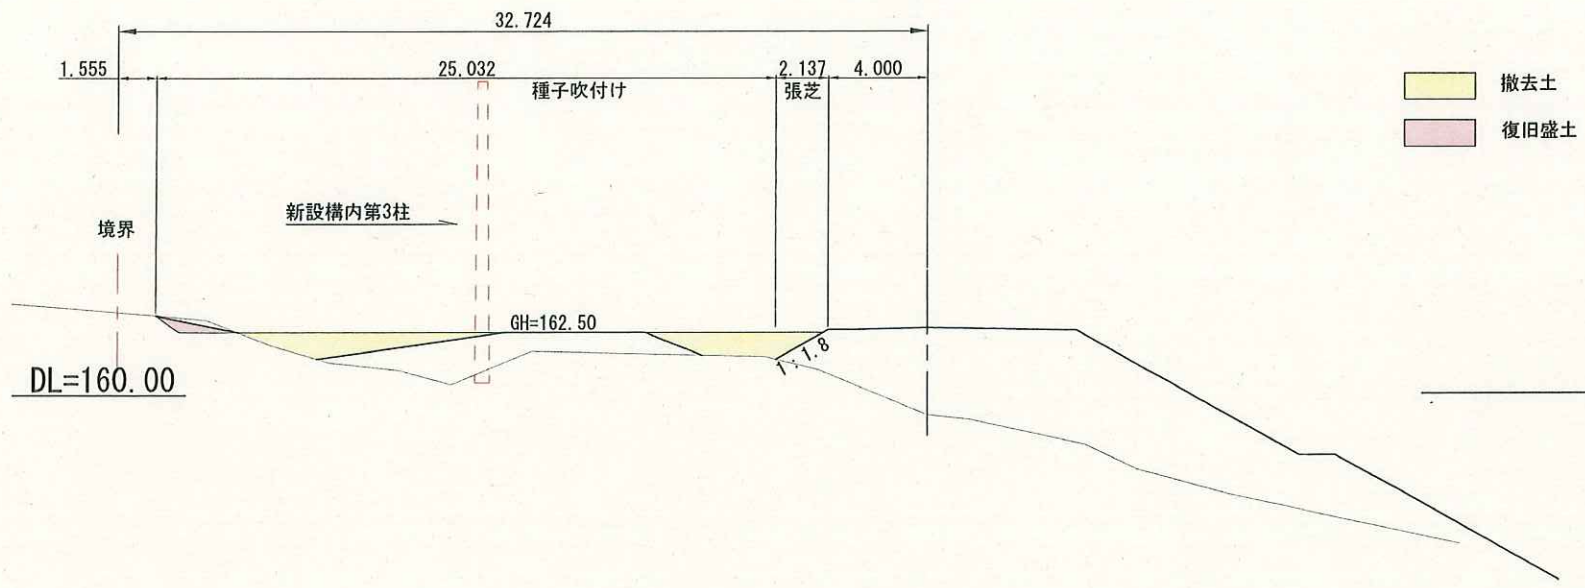 32.724
1.555
25.032
2.137
4.000
種子吹付け
張芝
撤去土
復旧盛土
新設構内第3柱
境界
GH=162.50
1:1.8
DL=160.00